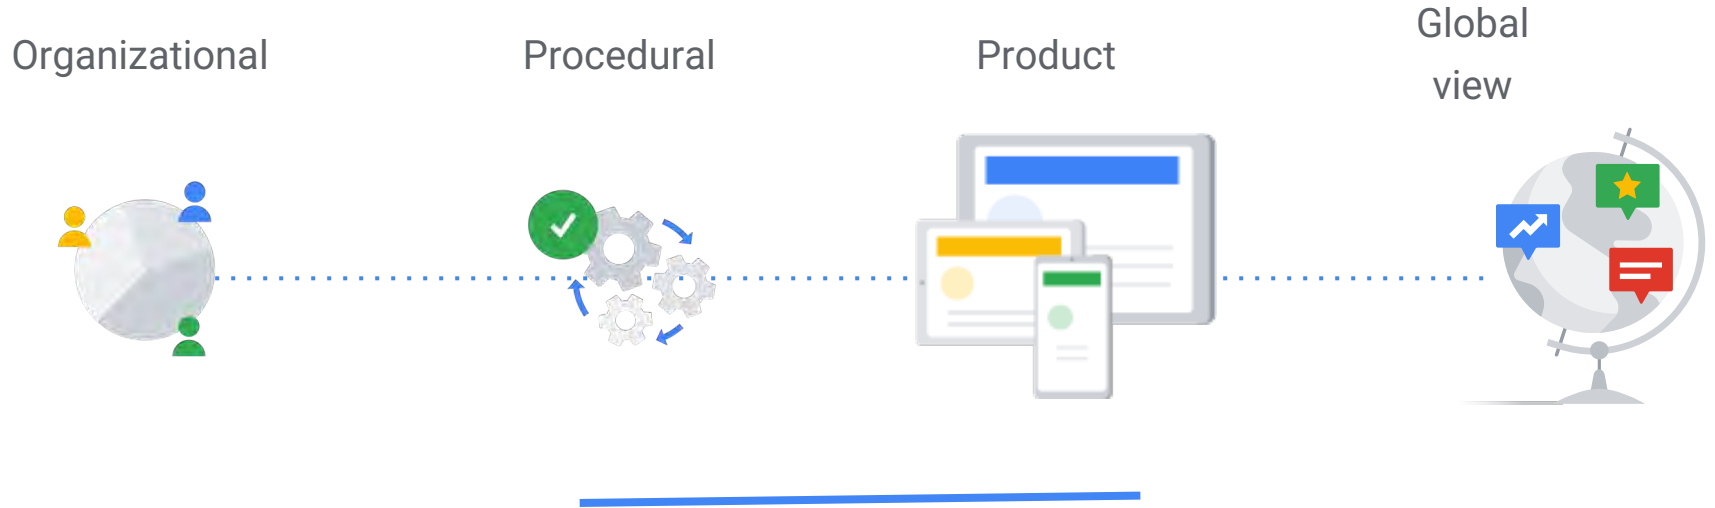 Organizational
Procedural
Product
Global
view